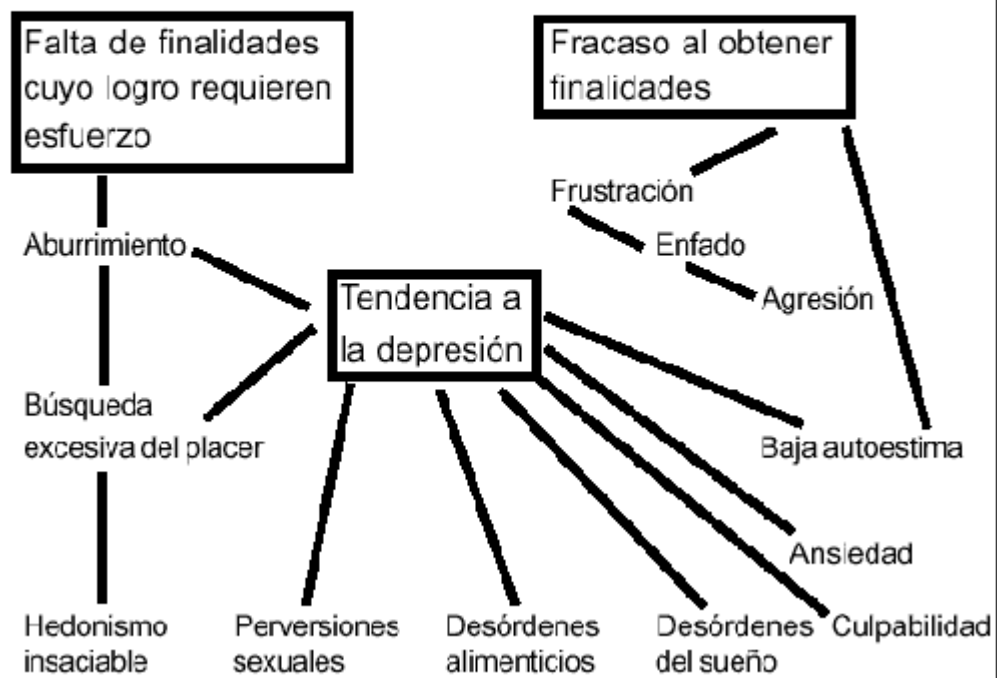 Falta de finalidades
cuyo logro requieren
esfuerzo
Fracaso al obtener
finalidades
Frustración
Aburrimiento
Enfado
Agresión
Tendencia a
la depresión
Búsqueda
excesiva del placer
Baja autoestima
Ansiedad
Hedonismo
insaciable
Perversiones
sexuales
Desórdenes
alimenticios
Desórdenes
del sueño
Culpabilidad